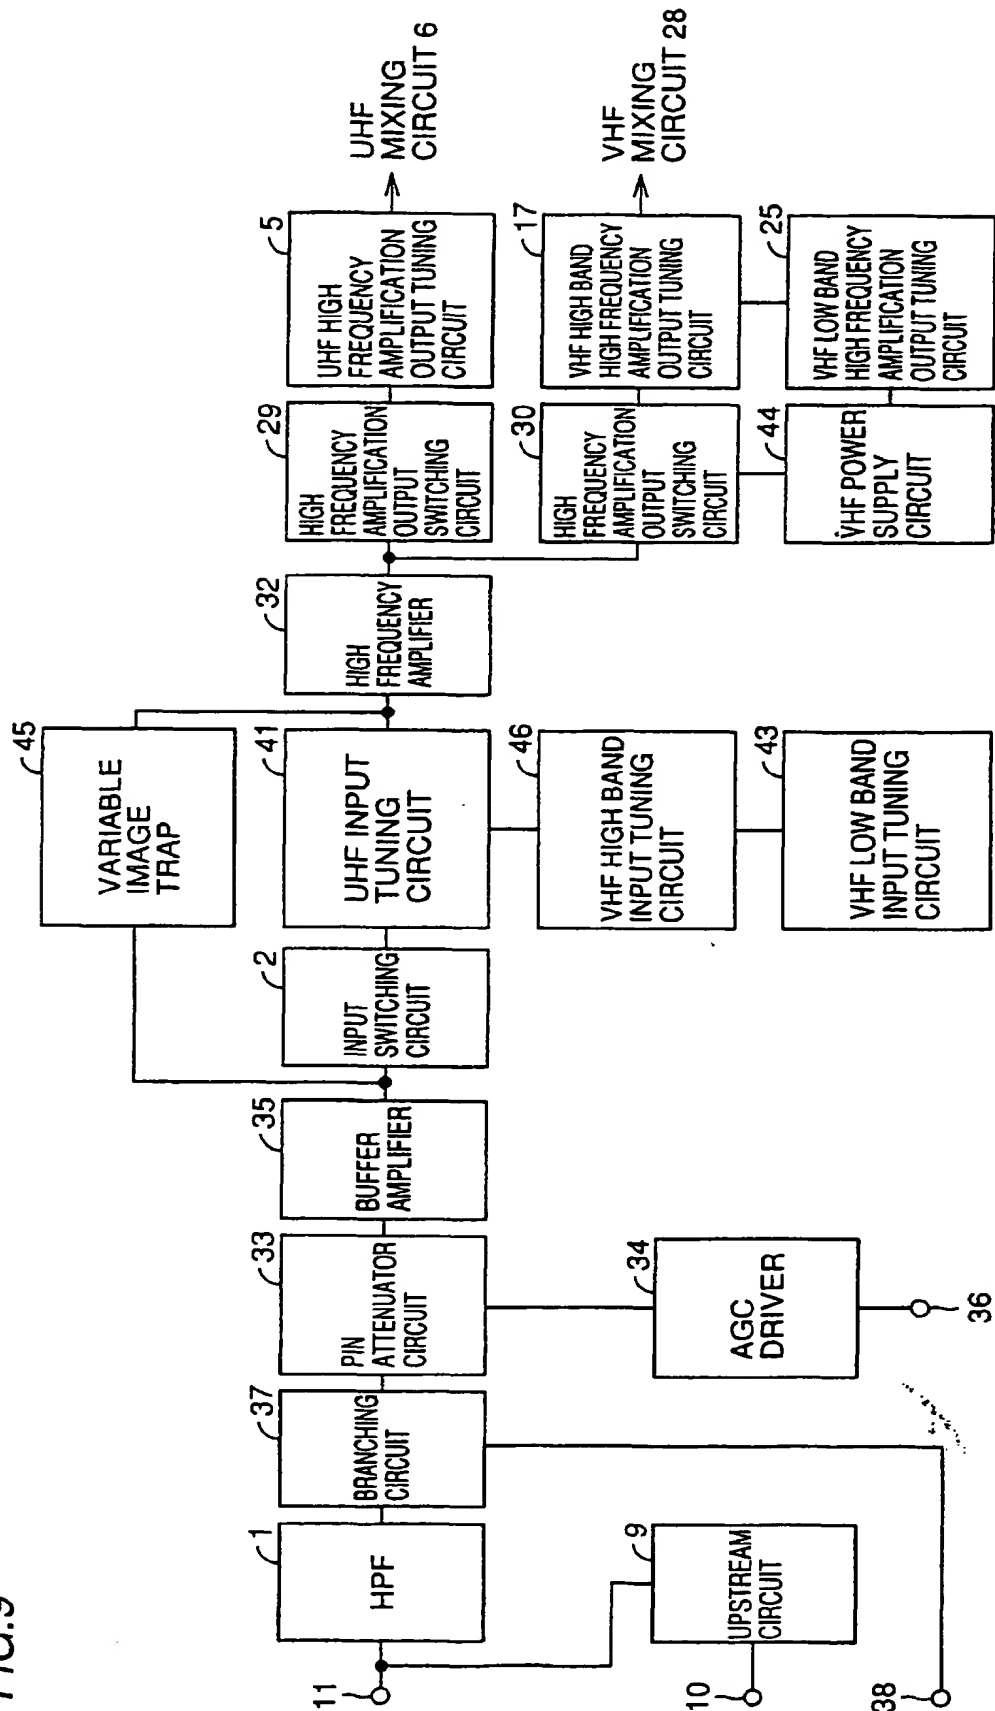 FIG.9
11
1
HPF
37
BRANCHING
CIRCUIT
33
PIN
ATTENUATOR
CIRCUIT
35
BUFFER
AMPLIFIER
2
INPUT
SWITCHING
CIRCUIT
45
VARIABLE
IMAGE
TRAP
41
UHF INPUT
TUNING
CIRCUIT
32
HIGH
FREQUENCY
AMPLIFIER
29
HIGH
FREQUENCY
AMPLIFICATION
OUTPUT
SWITCHING
CIRCUIT
5
UHF HIGH
FREQUENCY
AMPLIFICATION
OUTPUT TUNING
CIRCUIT
UHF
MIXING
CIRCUIT 6
46
VHF HIGH BAND
INPUT TUNING
CIRCUIT
30
HIGH
FREQUENCY
AMPLIFICATION
OUTPUT
SWITCHING
CIRCUIT
17
VHF HIGH BAND
HIGH FREQUENCY
AMPLIFICATION
OUTPUT TUNING
CIRCUIT
VHF
MIXING
CIRCUIT 28
10
9
UPSTREAM
CIRCUIT
34
AGC
DRIVER
36
43
VHF LOW BAND
INPUT TUNING
CIRCUIT
44
VHF POWER
SUPPLY
CIRCUIT
25
VHF LOW BAND
HIGH FREQUENCY
AMPLIFICATION
OUTPUT TUNING
CIRCUIT
38